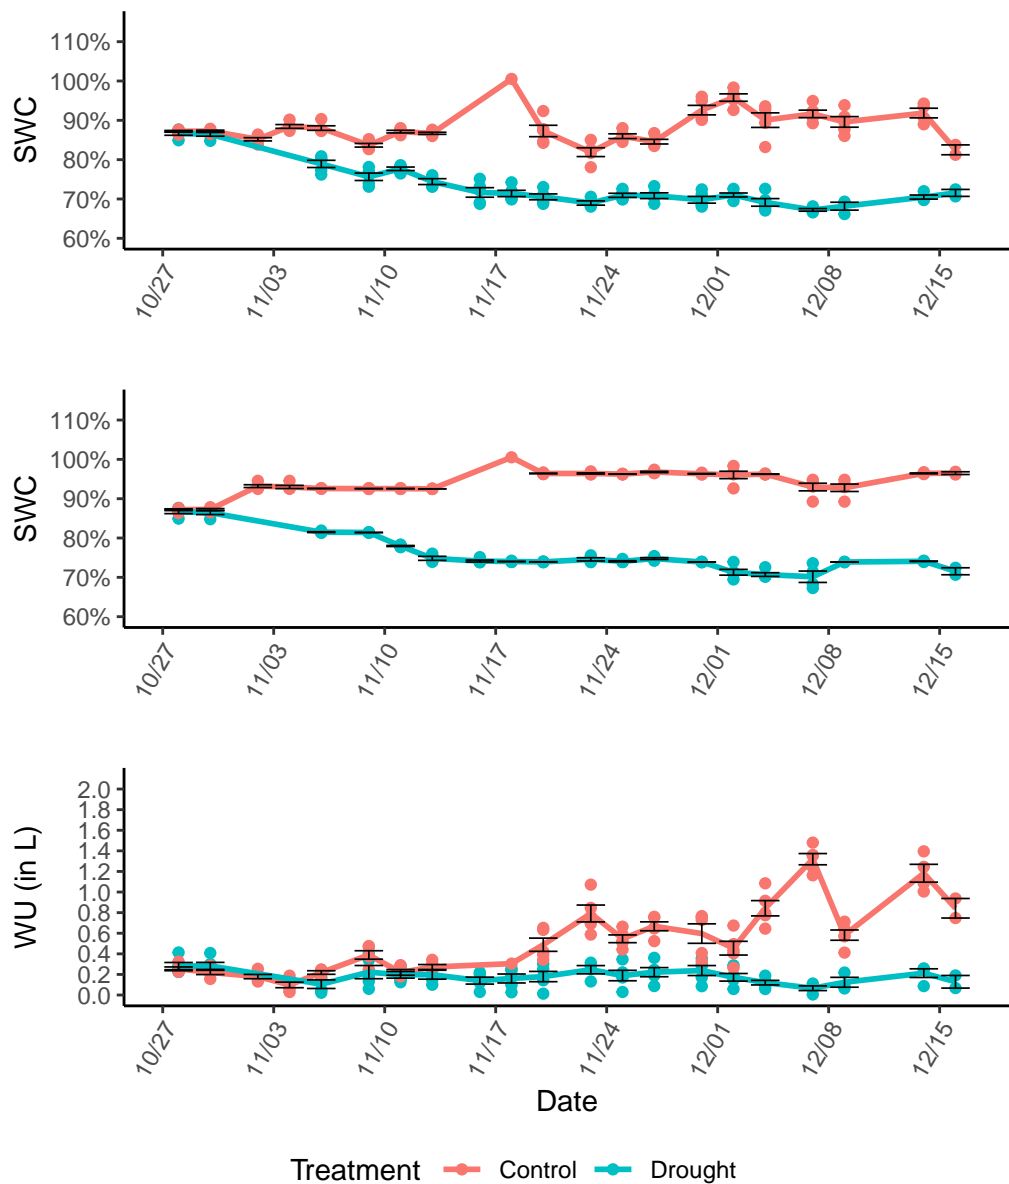 110%
100%
90%
80%
70%
60%
SWC
10/27 11/03 11/10 11/17 11/24 12/01 12/08 12/15
110%
100%
90%
80%
70%
60%
SWC
10/27 11/03 11/10 11/17 11/24 12/01 12/08 12/15
2.0
1.8
1.6
1.4
1.2
1.0
0.8
0.6
0.4
0.2
0.0
WU (in L)
10/27 11/03 11/10 11/17 11/24 12/01 12/08 12/15
Date
Treatment Control Drought